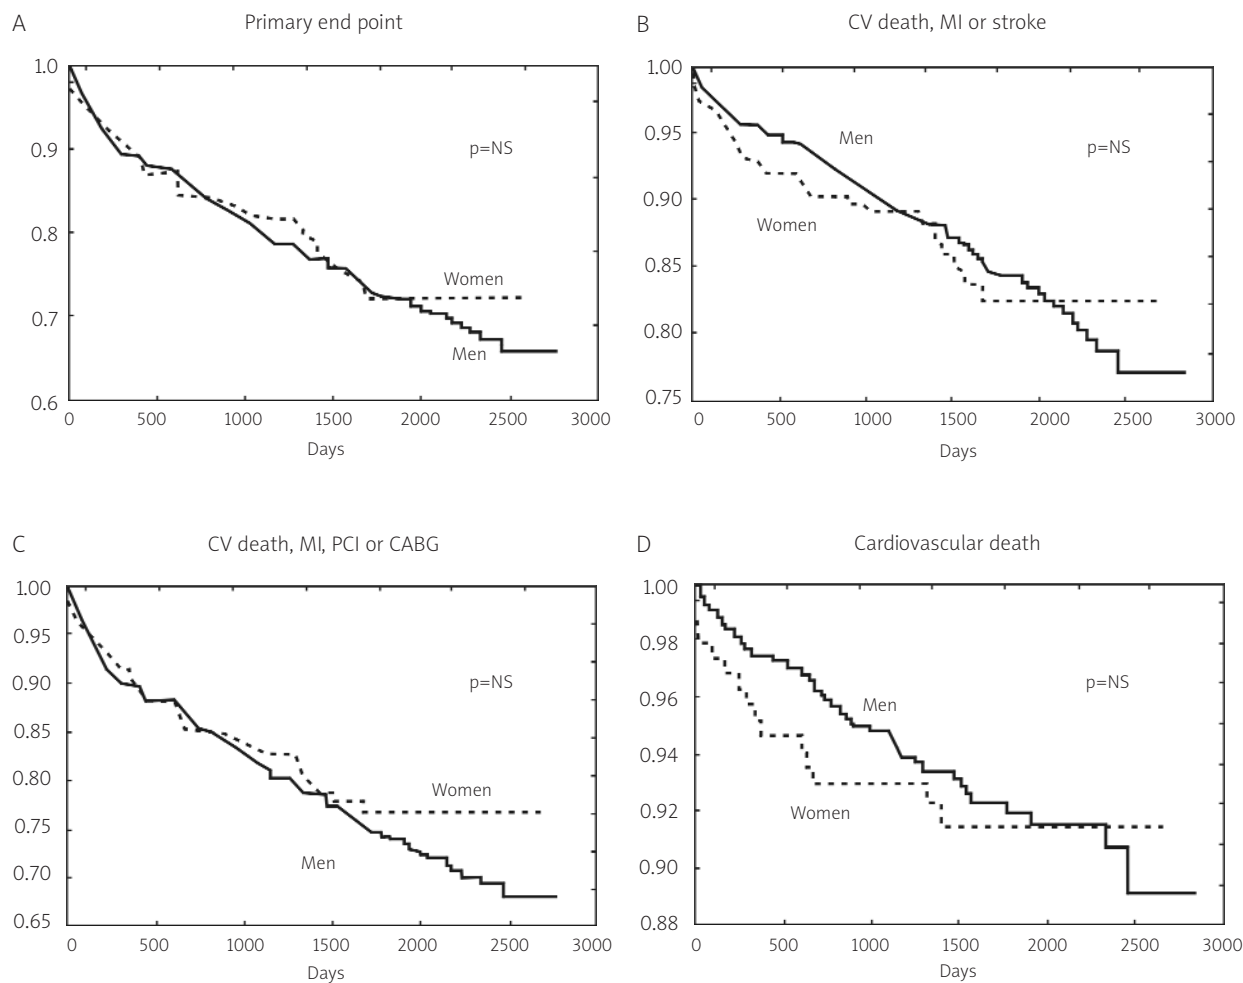 A Primary end point
1.0
0.9
0.8
0.7
0.6
p=NS
Women
Men
0 500 1000 1500 2000 2500 3000
Days
B CV death, MI or stroke
1.00
0.95
0.90
0.85
0.80
0.75
Men
p=NS
Women
0 500 1000 1500 2000 2500 3000
Days
C CV death, MI, PCI or CABG
1.00
0.95
0.90
0.85
0.80
0.75
0.70
0.65
p=NS
Women
Men
0 500 1000 1500 2000 2500 3000
Days
D Cardiovascular death
1.00
0.98
0.96
0.94
0.92
0.90
0.88
p=NS
Men
Women
0 500 1000 1500 2000 2500 3000
Days